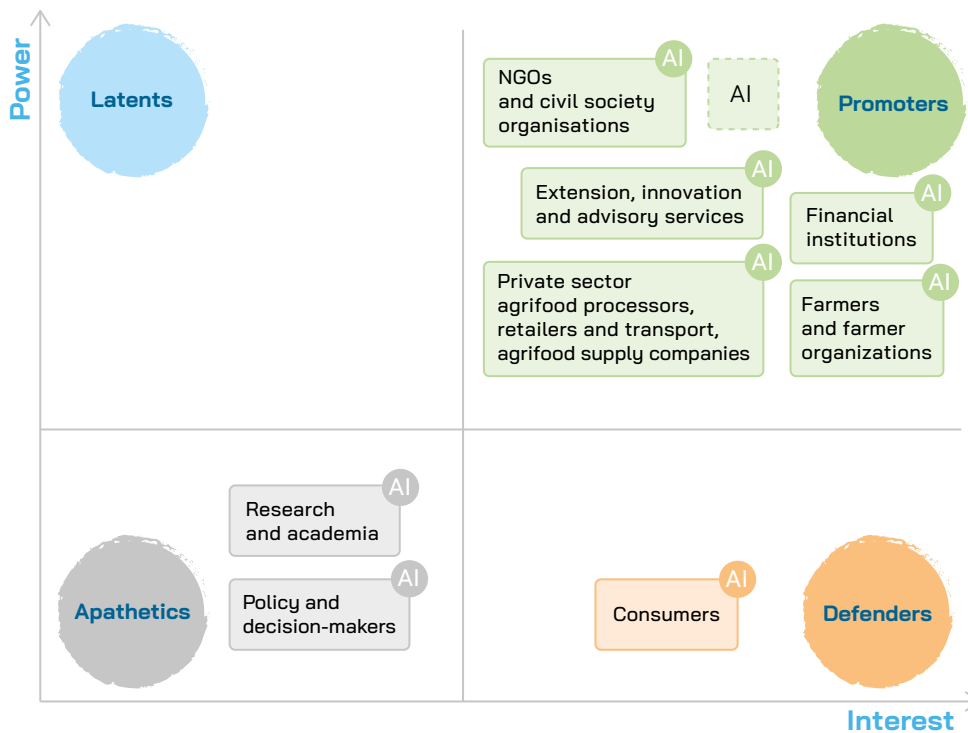 Power
Latents
AI
NGOs
and civil society
organisations
AI
Promoters
AI
Extension, innovation
and advisory services
AI
Financial
institutions
AI
Private sector
agrifood processors,
retailers and transport,
agrifood supply companies
AI
Farmers
and farmer
organizations
AI
Research
and academia
AI
Policy and
decision-makers
Apathetics
AI
Consumers
Defenders
Interest